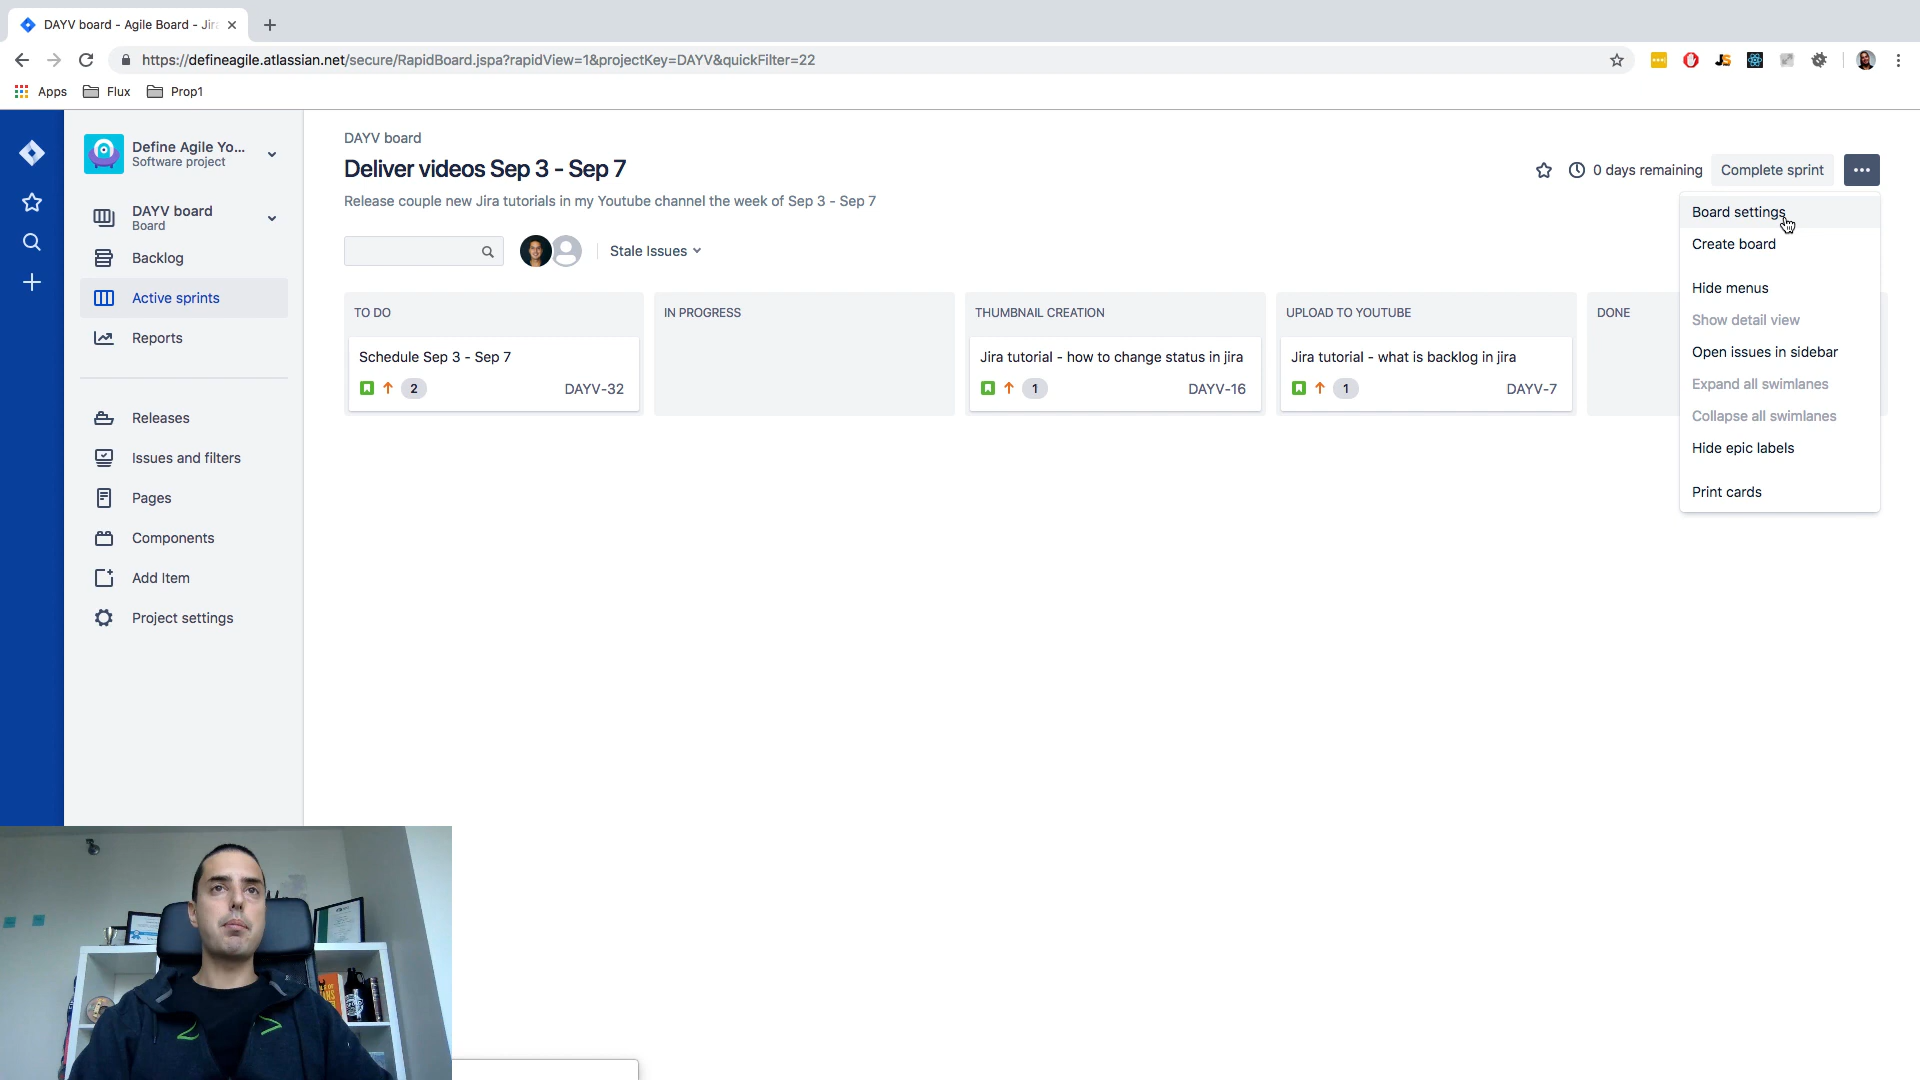 DAYV board - Agile Board - Jir
https://defineagile.atlassian.net/secure/RapidBoard.jspa?rapidView=1&projectKey=DAYV&quickFilter=22
JS
Apps
Flux
Prop1
Define Agile Yo...
Software project
DAYV board
Board
Backlog
Active sprints
Reports
Releases
Issues and filters
Pages
Components
Add Item
Project settings
DAYV board
Deliver videos Sep 3 - Sep 7
Release couple new Jira tutorials in my Youtube channel the week of Sep 3 - Sep 7
0 days remaining
Complete sprint
Stale Issues
TO DO
Schedule Sep 3 - Sep 7
2
DAYV-32
IN PROGRESS
THUMBNAIL CREATION
Jira tutorial - how to change status in jira
1
DAYV-16
UPLOAD TO YOUTUBE
Jira tutorial - what is backlog in jira
1
DAYV-7
DONE
Board settings
Create board
Hide menus
Show detail view
Open issues in sidebar
Expand all swimlanes
Collapse all swimlanes
Hide epic labels
Print cards